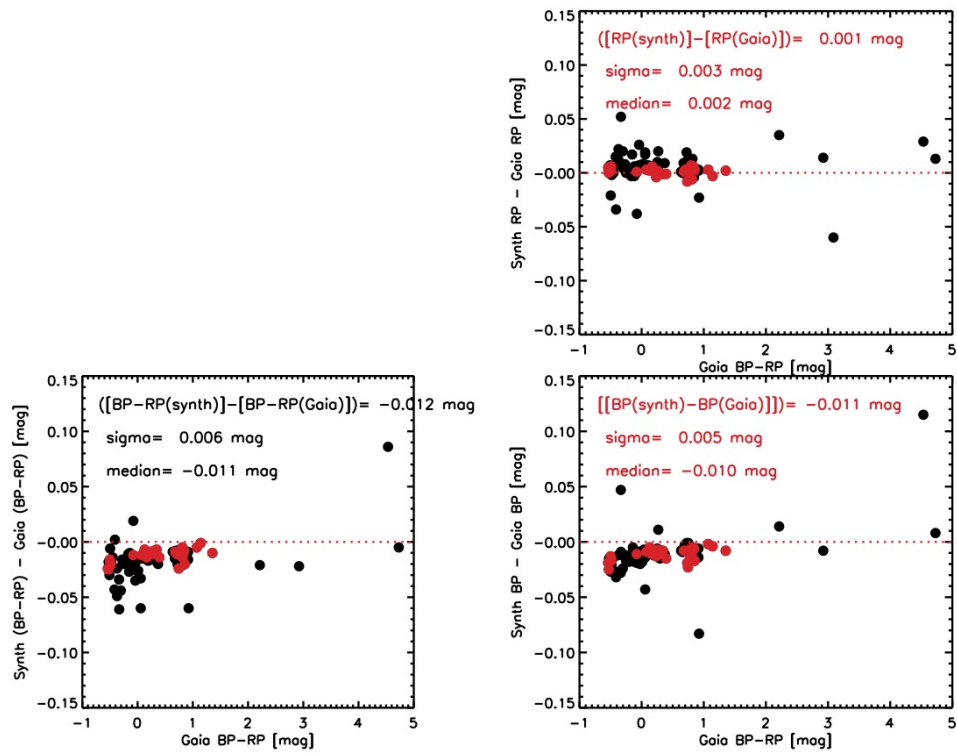 ([RP(synth)]-[RP(Gaia)])= 0.001 mag
sigma= 0.003 mag
median= 0.002 mag
0.15
0.10
0.05
-0.00
-0.05
-0.10
-0.15
Synth RP - Gaia RP [mag]
-1 0 1 2 3 4 5
Gaia BP-RP [mag]
([BP-RP(synth)]-[BP-RP(Gaia)])= -0.012 mag
sigma= 0.006 mag
median= -0.011 mag
0.15
0.10
0.05
-0.00
-0.05
-0.10
-0.15
Synth (BP-RP) - Gaia (BP-RP) [mag]
-1 0 1 2 3 4 5
Gaia BP-RP [mag]
[[BP(synth)-BP(Gaia)]])= -0.011 mag
sigma= 0.005 mag
median= -0.010 mag
0.15
0.10
0.05
-0.00
-0.05
-0.10
-0.15
Synth BP - Gaia BP [mag]
-1 0 1 2 3 4 5
Gaia BP-RP [mag]